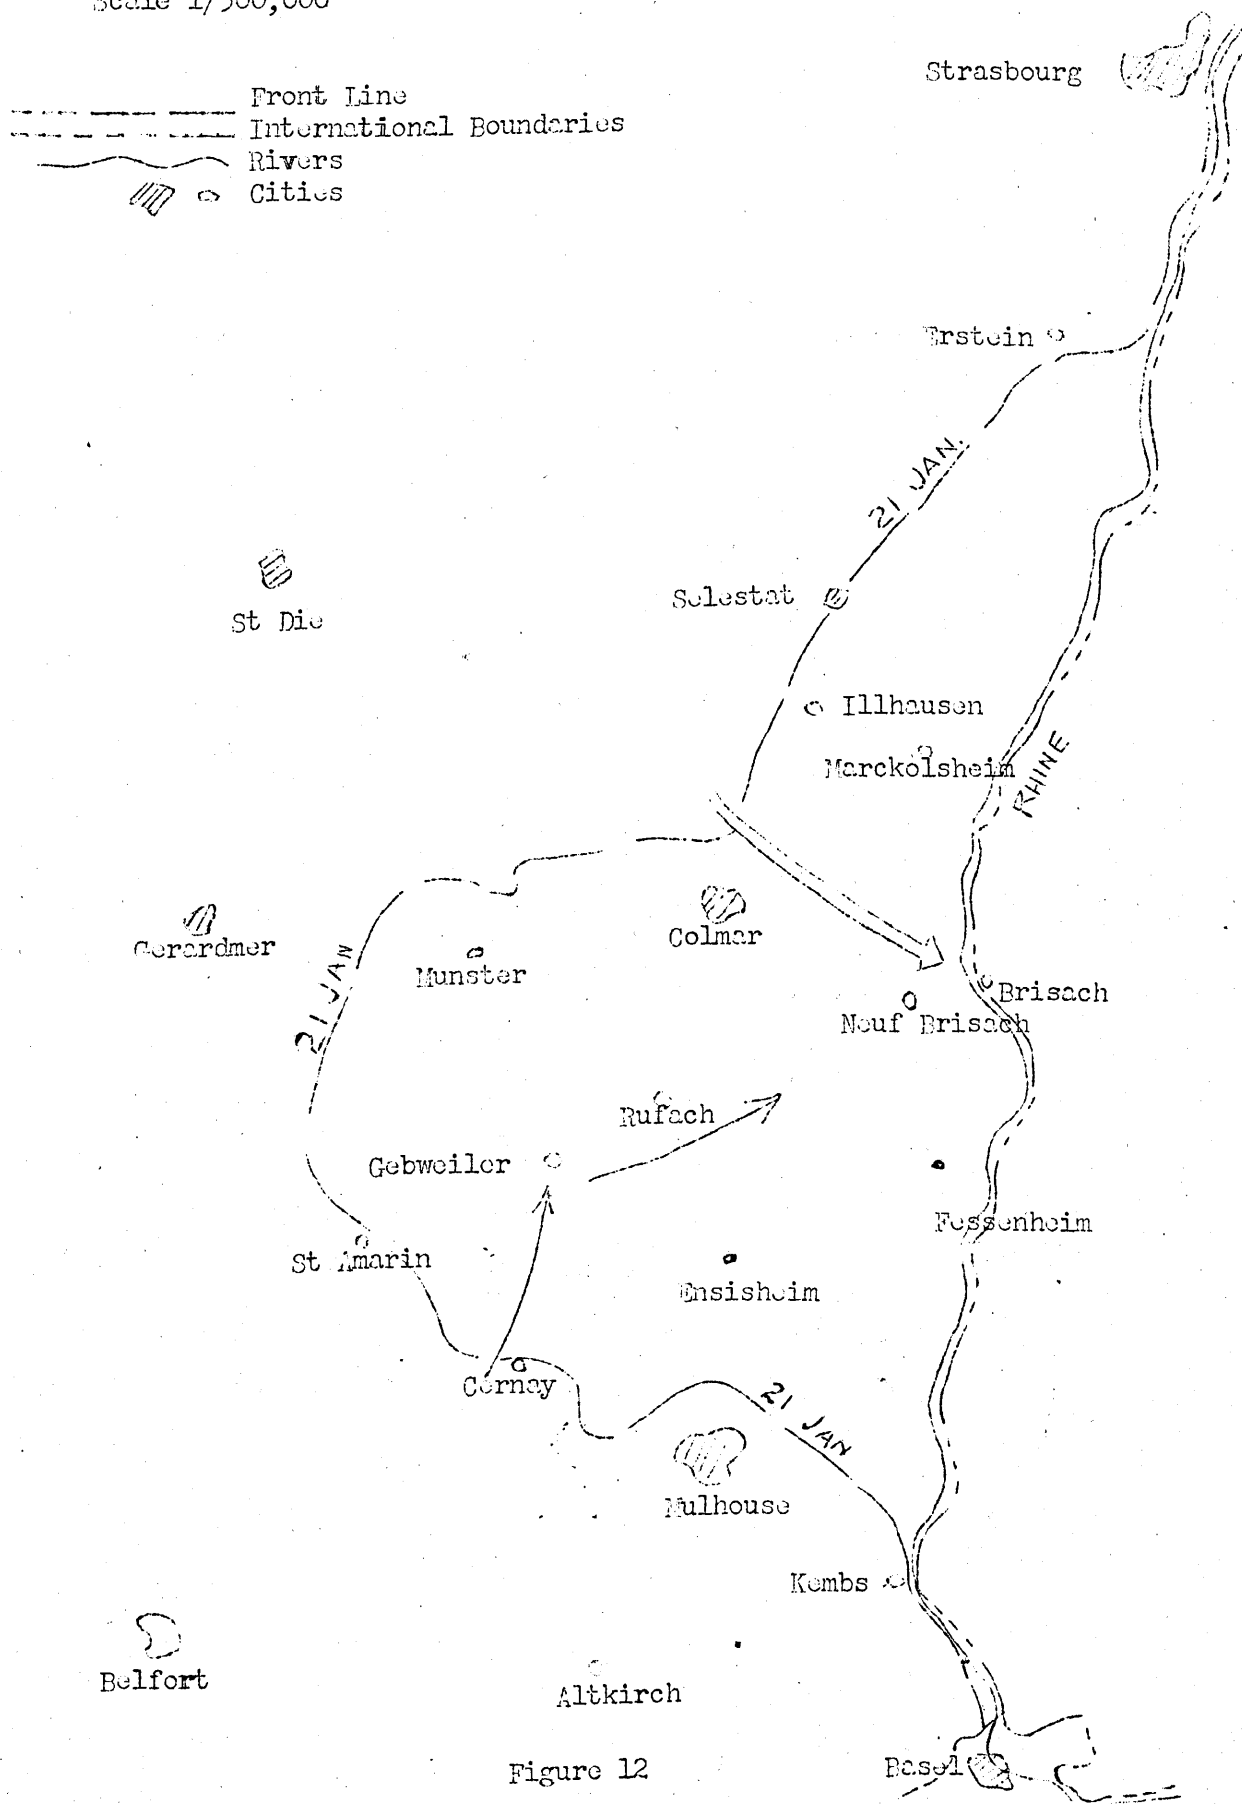 Scale 1/500,000
Front Line
International Boundaries
Rivers
Cities
Strasbourg
Erstein
21 JAN.
Selestat
St Die
Illhausen
Marckolsheim
RHINE
Gerardmer
Colmar
Munster
21 JAN
Brisach
Neuf Brisach
Rufach
Gebweiler
Fessenheim
St Amarin
Ensisheim
Cernay
21 JAN
Mulhouse
Kembs
Belfort
Altkirch
Basel
Figure 12